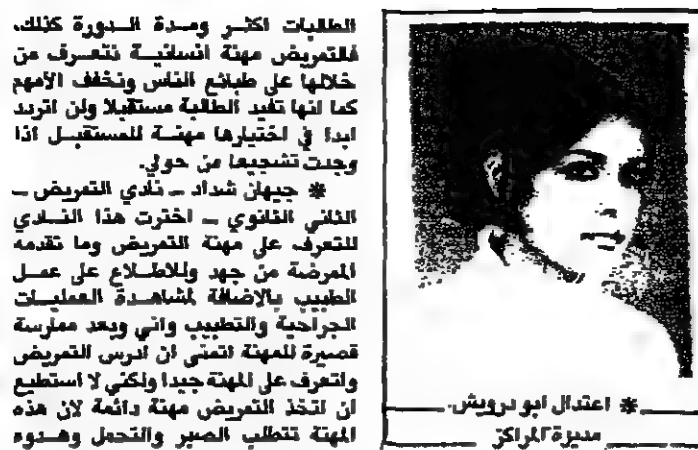 الطالبات اكثر ومدة الدورة كذلك،
فالتمريض مهنة انسانية نتعرف من
خلالها على طبائع الناس ونخفف الامهم
كما انها تفيد الطالبة مستقبلا ولن اتردد
ابدا في اختيارها مهنة للمستقبل اذا
وجدت تشجيعا من حولي.
* جيهان شداد ــ نادي التمريض ــ
الثاني الثانوي ــ اخترت هذا النادي
للتعرف على مهنة التمريض وما تقدمه
الممرضة من جهد وللاطلاع على عمل
الطبيب بالاضافة لمشاهدة العمليات
الجراحية والتطبيب واني وبعد ممارسة
قصيرة للمهنة اتمنى ان ادرس التمريض
واتعرف على المهنة جيدا ولكني لا استطيع
ان اتخذ التمريض مهنة دائمة لان هذه
المهنة تتطلب الصبر والتحمل وهدوء
* اعتدال ابو درويش.
مديرة المراكز